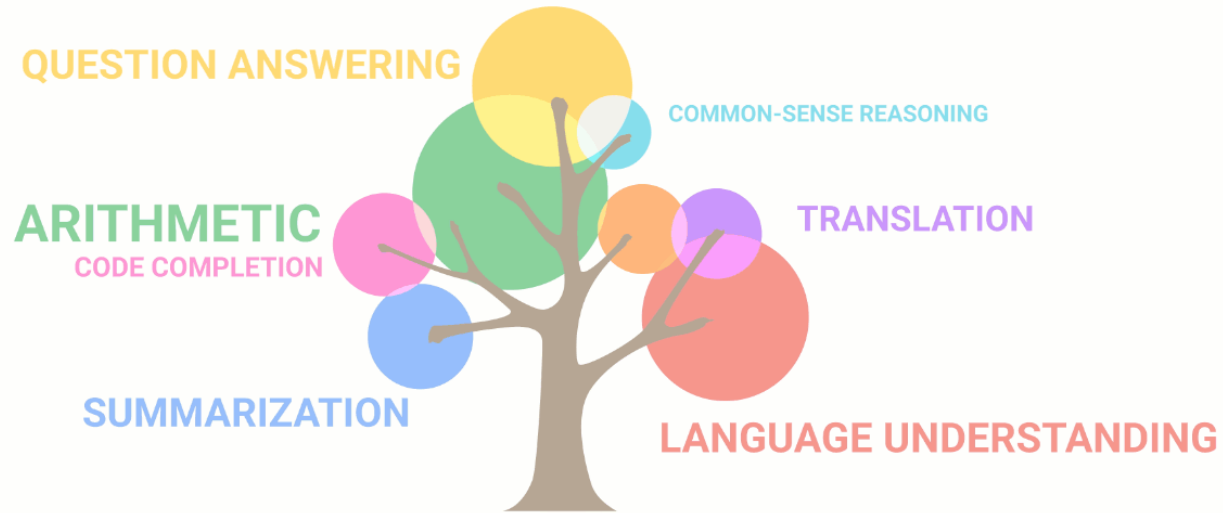 QUESTION ANSWERING
COMMON-SENSE REASONING
ARITHMETIC
CODE COMPLETION
TRANSLATION
SUMMARIZATION
LANGUAGE UNDERSTANDING